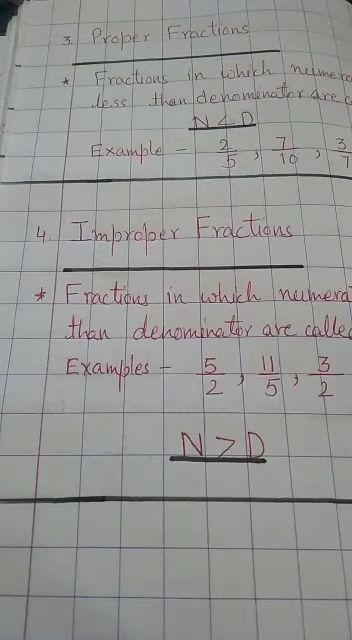 3. Proper Fractions
* Fractions in which numera
less than denominator are c
N < D
Example - 2/5, 7/10, 3/7
4. Improper Fractions
* Fractions in which numera
than denominator are called
Examples - 5/2, 11/5, 3/2
N > D